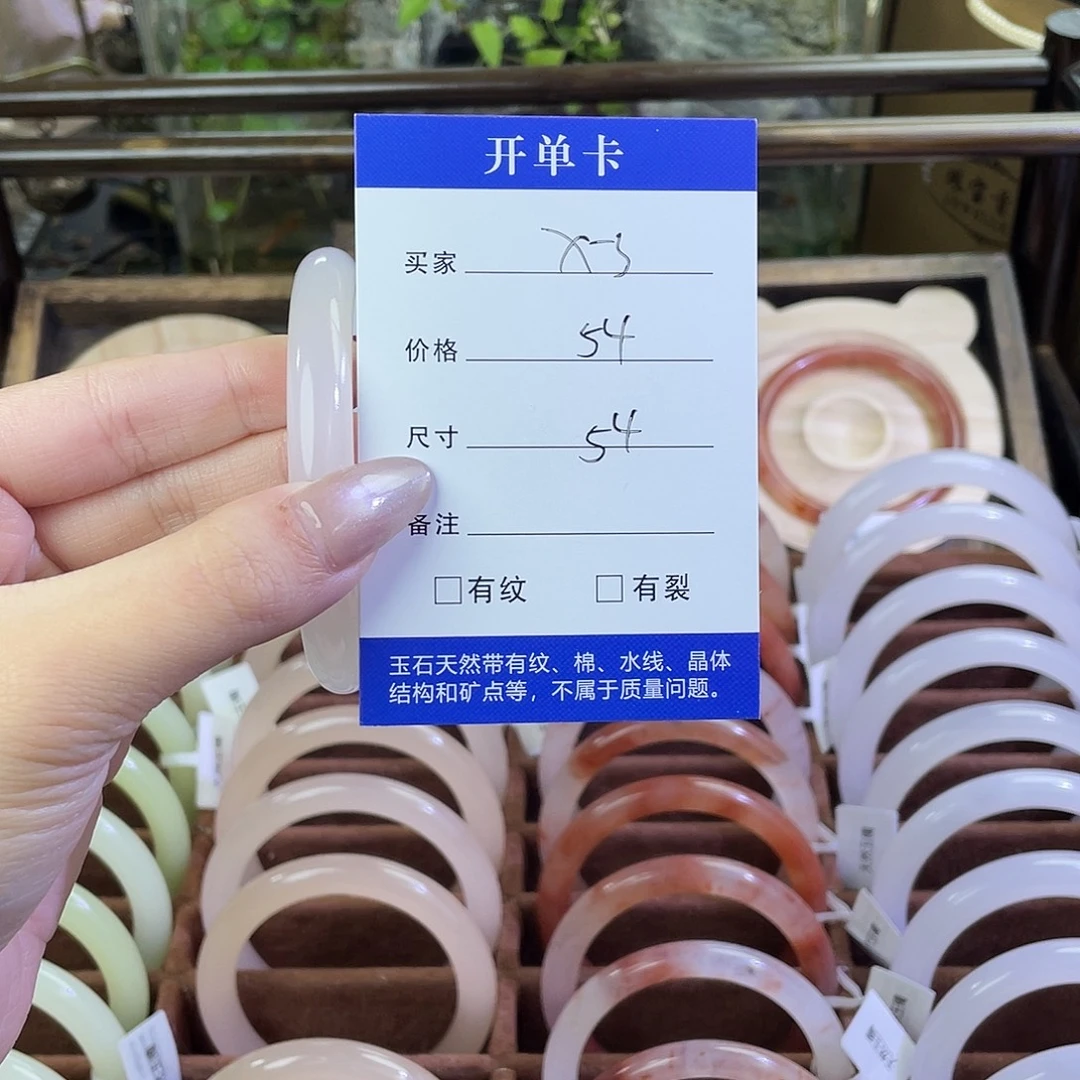 开单卡
买家 X-3
价格 54
尺寸 54
备注
□有纹 □有裂
玉石天然带有纹、棉、水线、晶体
结构和矿点等，不属于质量问题。